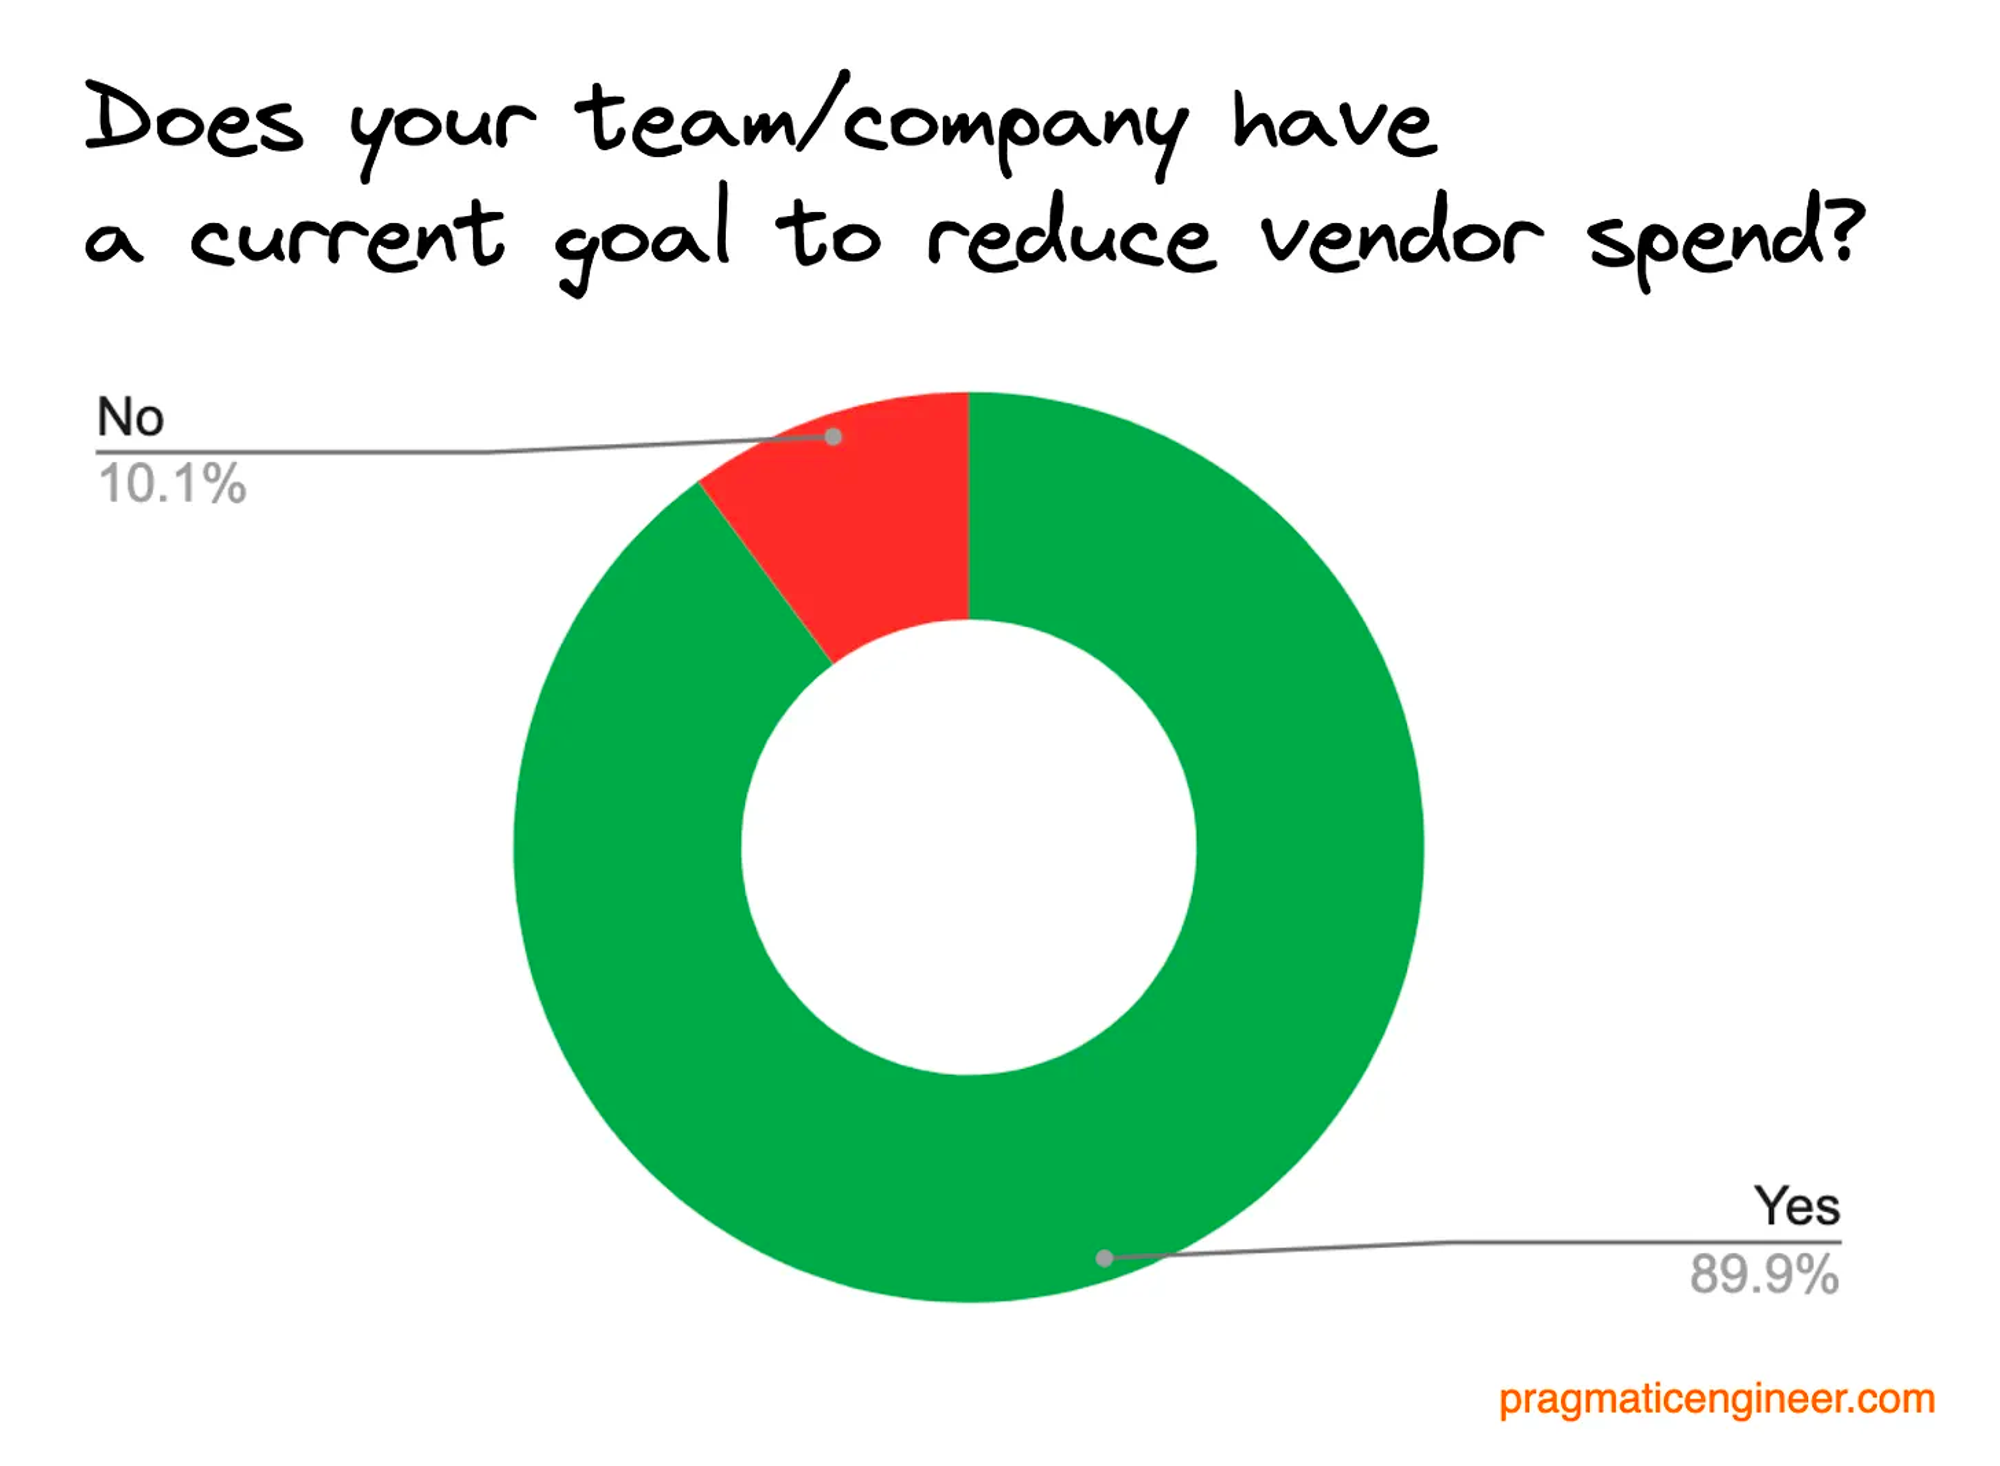 Does your team/company have
a current goal to reduce vendor spend?
No
10.1%
Yes
89.9%
pragmaticengineer.com